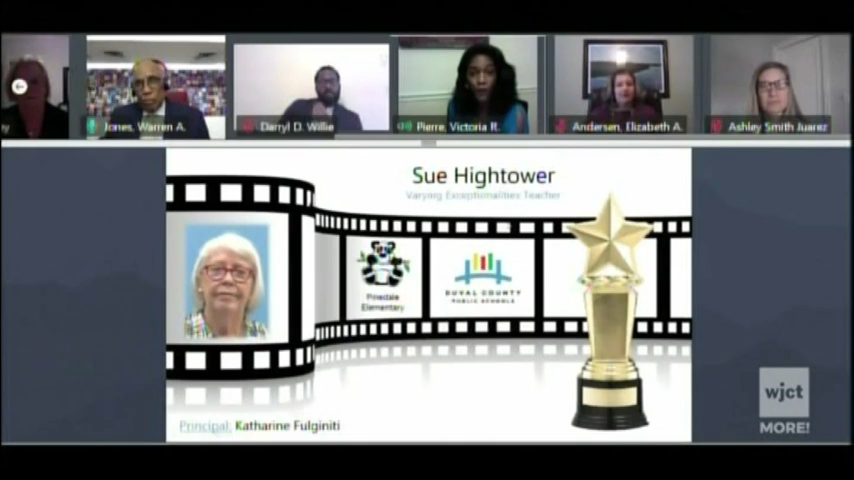 Jones, Warren A.
Darryl D. Willie
Pierre, Victoria R.
Andersen, Elizabeth A.
Ashley Smith Juarez
Sue Hightower
Varying Exceptionalities Teacher
Pinedale
Elementary
DUVAL COUNTY
PUBLIC SCHOOLS
Principal: Katharine Fulginiti
wjct
MORE!